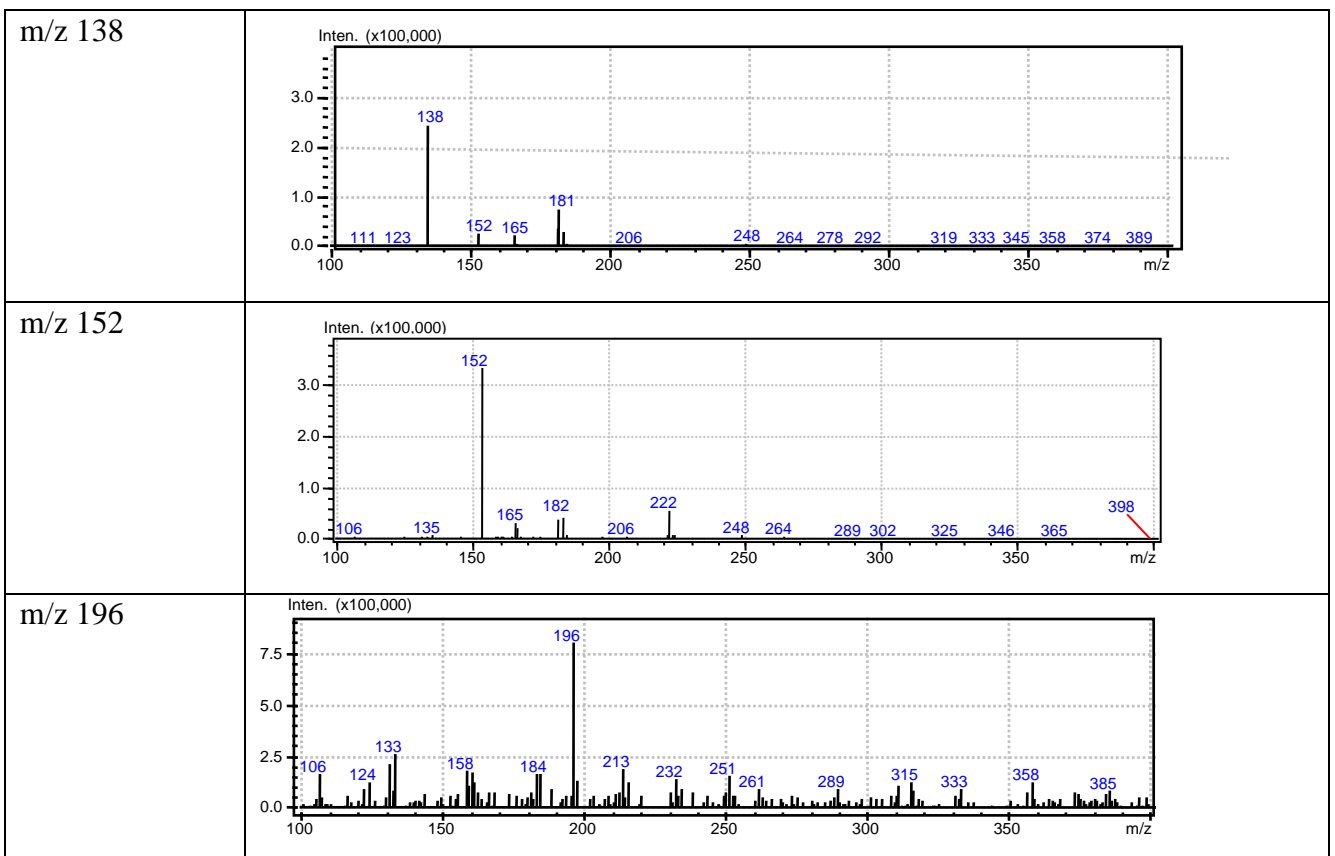 m/z 138
Inten. (x100,000)
3.0
2.0
1.0
0.0
138
181
152
165
111 123 206 248 264 278 292 319 333 345 358 374 389
100 150 200 250 300 350 m/z
m/z 152
Inten. (x100,000)
3.0
2.0
1.0
0.0
152
222
182
165
398
106 135 206 248 264 289 302 325 346 365
100 150 200 250 300 350 m/z
m/z 196
Inten. (x100,000)
7.5
5.0
2.5
0.0
196
133
106 124 158 184 213 232 251 261 289 315 333 358 385
100 150 200 250 300 350 m/z